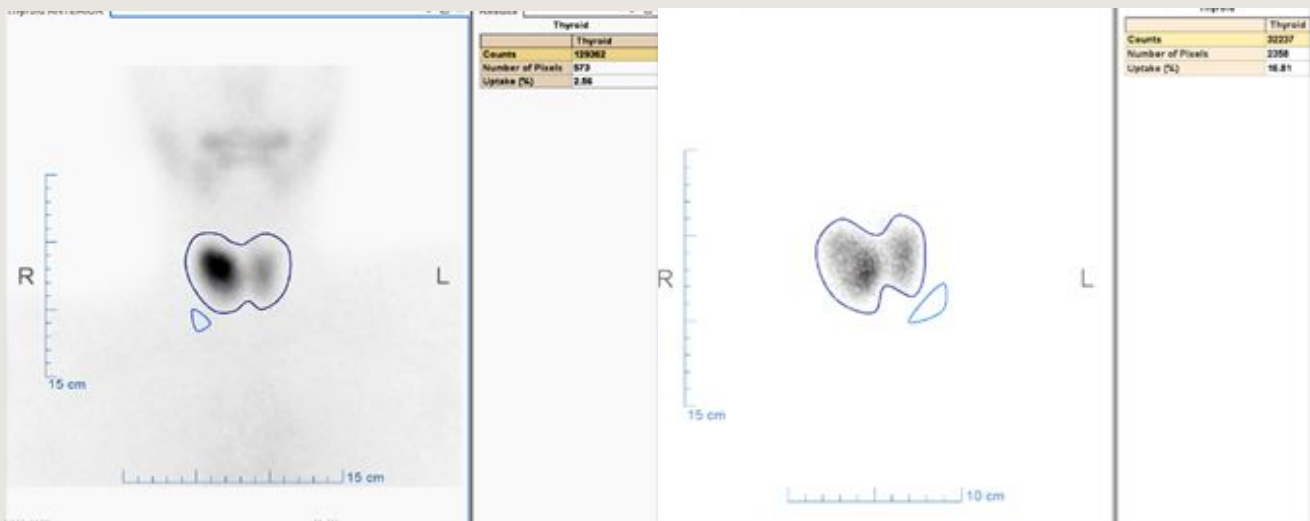 Thyroid
Thyroid
Counts 129362
Number of Pixels 573
Uptake (%) 2.56
R
L
15 cm
15 cm
Thyroid
Thyroid
Counts 32237
Number of Pixels 2358
Uptake (%) 16.81
R
L
15 cm
10 cm